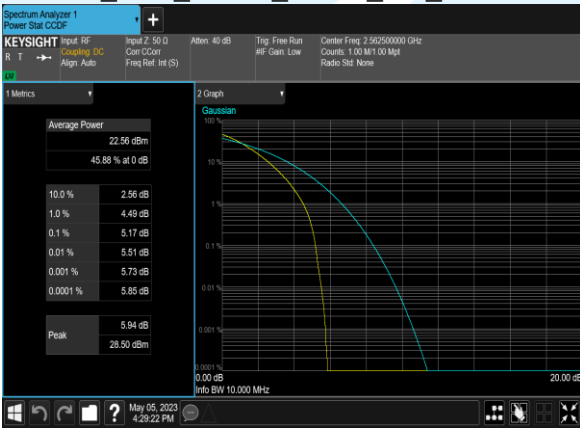 Spectrum Analyzer 1
Power Stat CCDF
KEYSIGHT
R T
LXI
Input: RF
Coupling: DC
Align: Auto
Input Z: 50 Ω
Corr CCorr
Freq Ref: Int (S)
Atten: 40 dB
Trig: Free Run
#IF Gain: Low
Center Freq: 2.562500000 GHz
Counts: 1.00 M/1.00 Mpt
Radio Std: None
1 Metrics
Average Power
22.56 dBm
45.88 % at 0 dB
10.0 % 2.56 dB
1.0 % 4.49 dB
0.1 % 5.17 dB
0.01 % 5.51 dB
0.001 % 5.73 dB
0.0001 % 5.85 dB
Peak
5.94 dB
28.50 dBm
2 Graph
Gaussian
100 %
10 %
1 %
0.1 %
0.01 %
0.001 %
0.0001 %
0.00 dB
20.00 dB
Info BW 10.000 MHz
?
May 05, 2023
4:29:22 PM